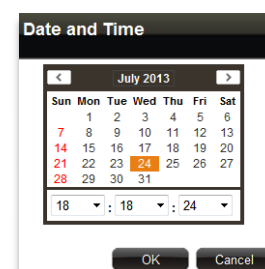 Date and Time
< July 2013 >
Sun Mon Tue Wed Thu Fri Sat
1 2 3 4 5 6
7 8 9 10 11 12 13
14 15 16 17 18 19 20
21 22 23 24 25 26 27
28 29 30 31
18 : 18 : 24
OK Cancel